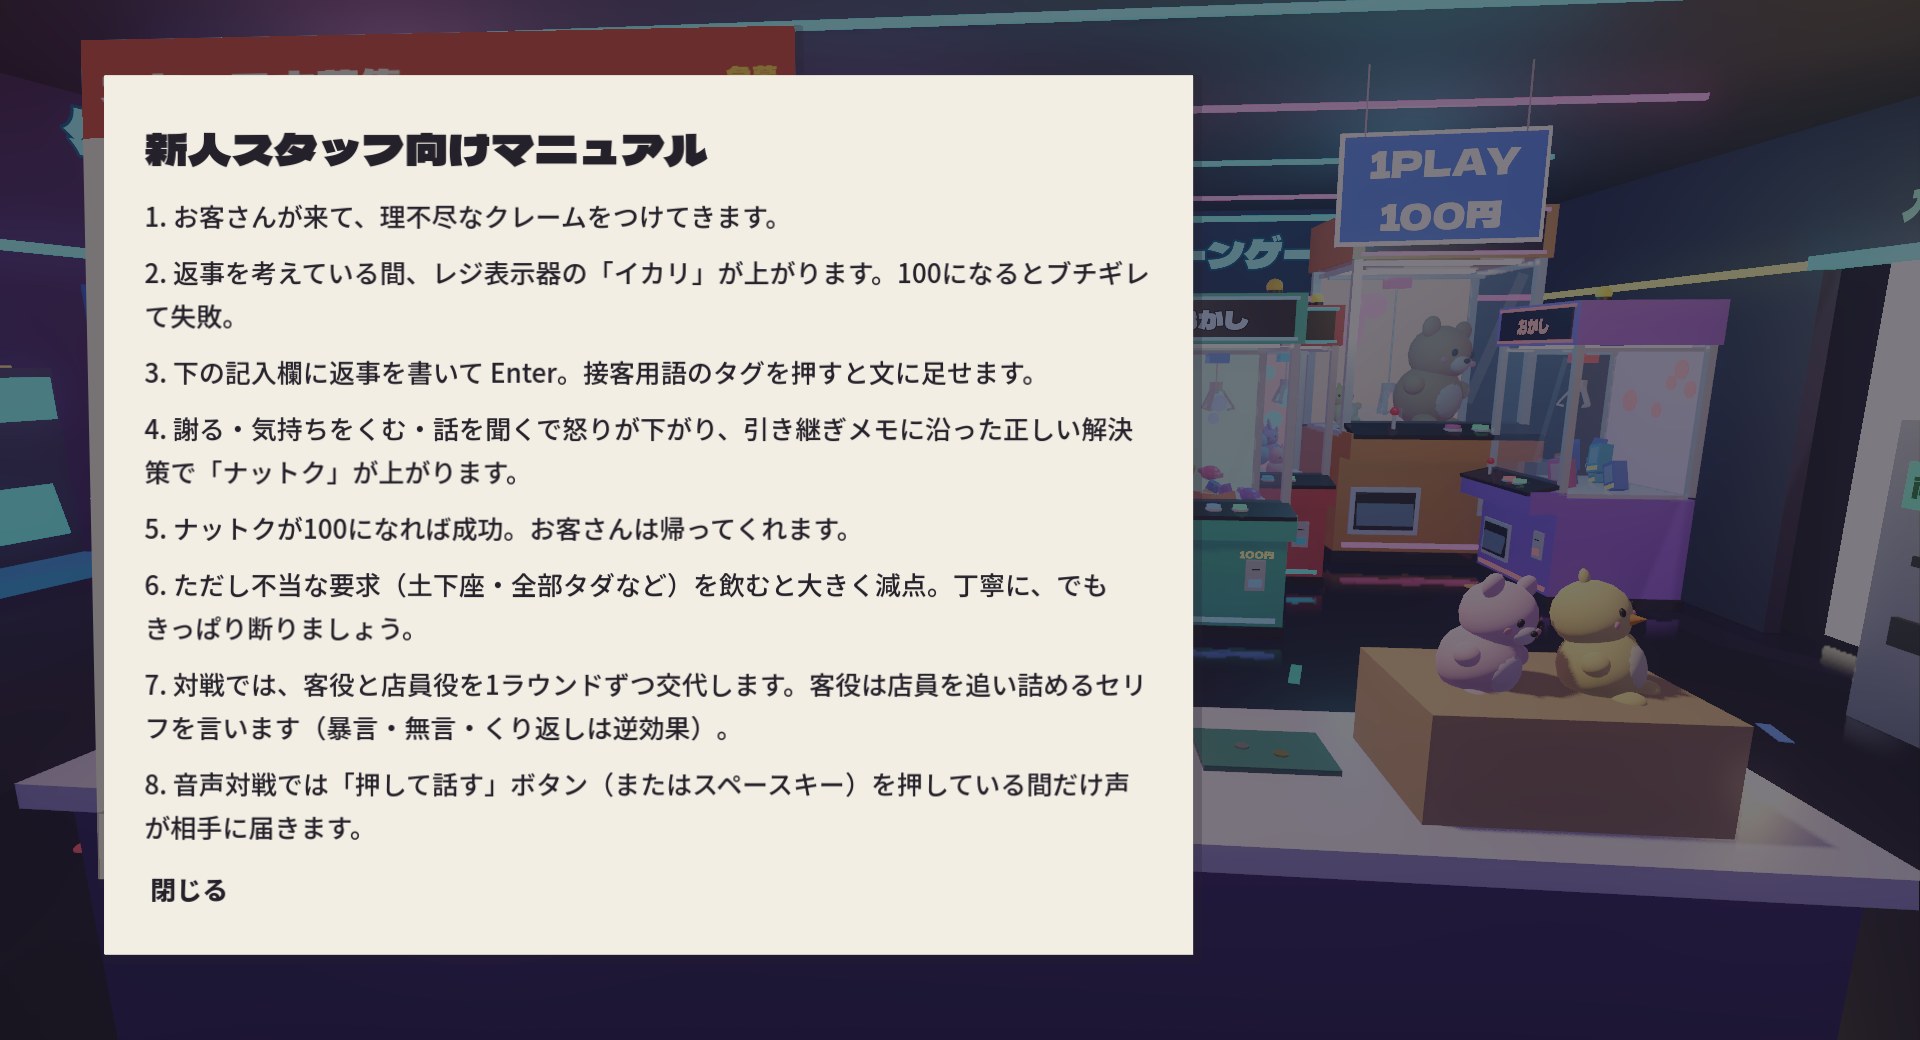 新人スタッフ向けマニュアル
1. お客さんが来て、理不尽なクレームをつけてきます。
2. 返事を考えている間、レジ表示器の「イカリ」が上がります。100になるとブチギレ
て失敗。
3. 下の記入欄に返事を書いて Enter。接客用語のタグを押すと文に足せます。
4. 謝る・気持ちをくむ・話を聞くで怒りが下がり、引き継ぎメモに沿った正しい解決
策で「ナットク」が上がります。
5. ナットクが100になれば成功。お客さんは帰ってくれます。
6. ただし不当な要求（土下座・全部タダなど）を飲むと大きく減点。丁寧に、でも
きっぱり断りましょう。
7. 対戦では、客役と店員役を1ラウンドずつ交代します。客役は店員を追い詰めるセリ
フを言います（暴言・無言・くり返しは逆効果）。
8. 音声対戦では「押して話す」ボタン（またはスペースキー）を押している間だけ声
が相手に届きます。
閉じる
1PLAY
100円
おかし
100円